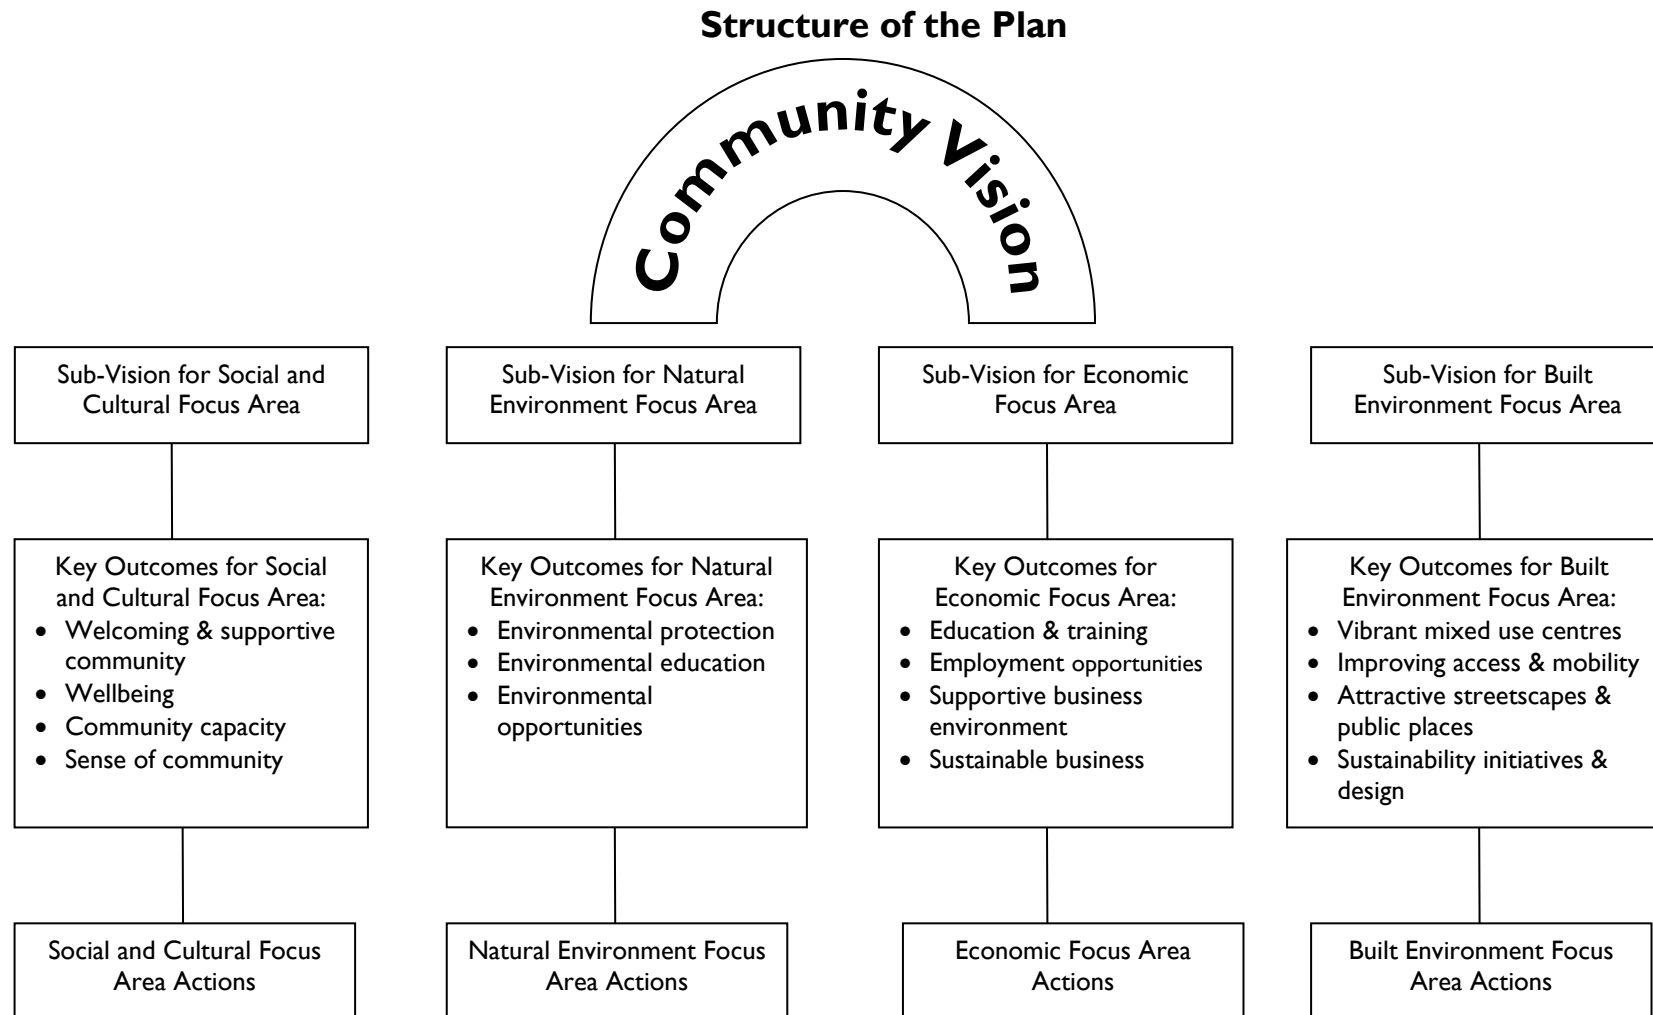 Structure of the Plan
Community Vision
Sub-Vision for Social and
Cultural Focus Area
Sub-Vision for Natural
Environment Focus Area
Sub-Vision for Economic
Focus Area
Sub-Vision for Built
Environment Focus Area
Key Outcomes for Social
and Cultural Focus Area:
• Welcoming & supportive
community
• Wellbeing
• Community capacity
• Sense of community
Key Outcomes for Natural
Environment Focus Area:
• Environmental protection
• Environmental education
• Environmental
opportunities
Key Outcomes for
Economic Focus Area:
• Education & training
• Employment opportunities
• Supportive business
environment
• Sustainable business
Key Outcomes for Built
Environment Focus Area:
• Vibrant mixed use centres
• Improving access & mobility
• Attractive streetscapes &
public places
• Sustainability initiatives &
design
Social and Cultural Focus
Area Actions
Natural Environment Focus
Area Actions
Economic Focus Area
Actions
Built Environment Focus
Area Actions